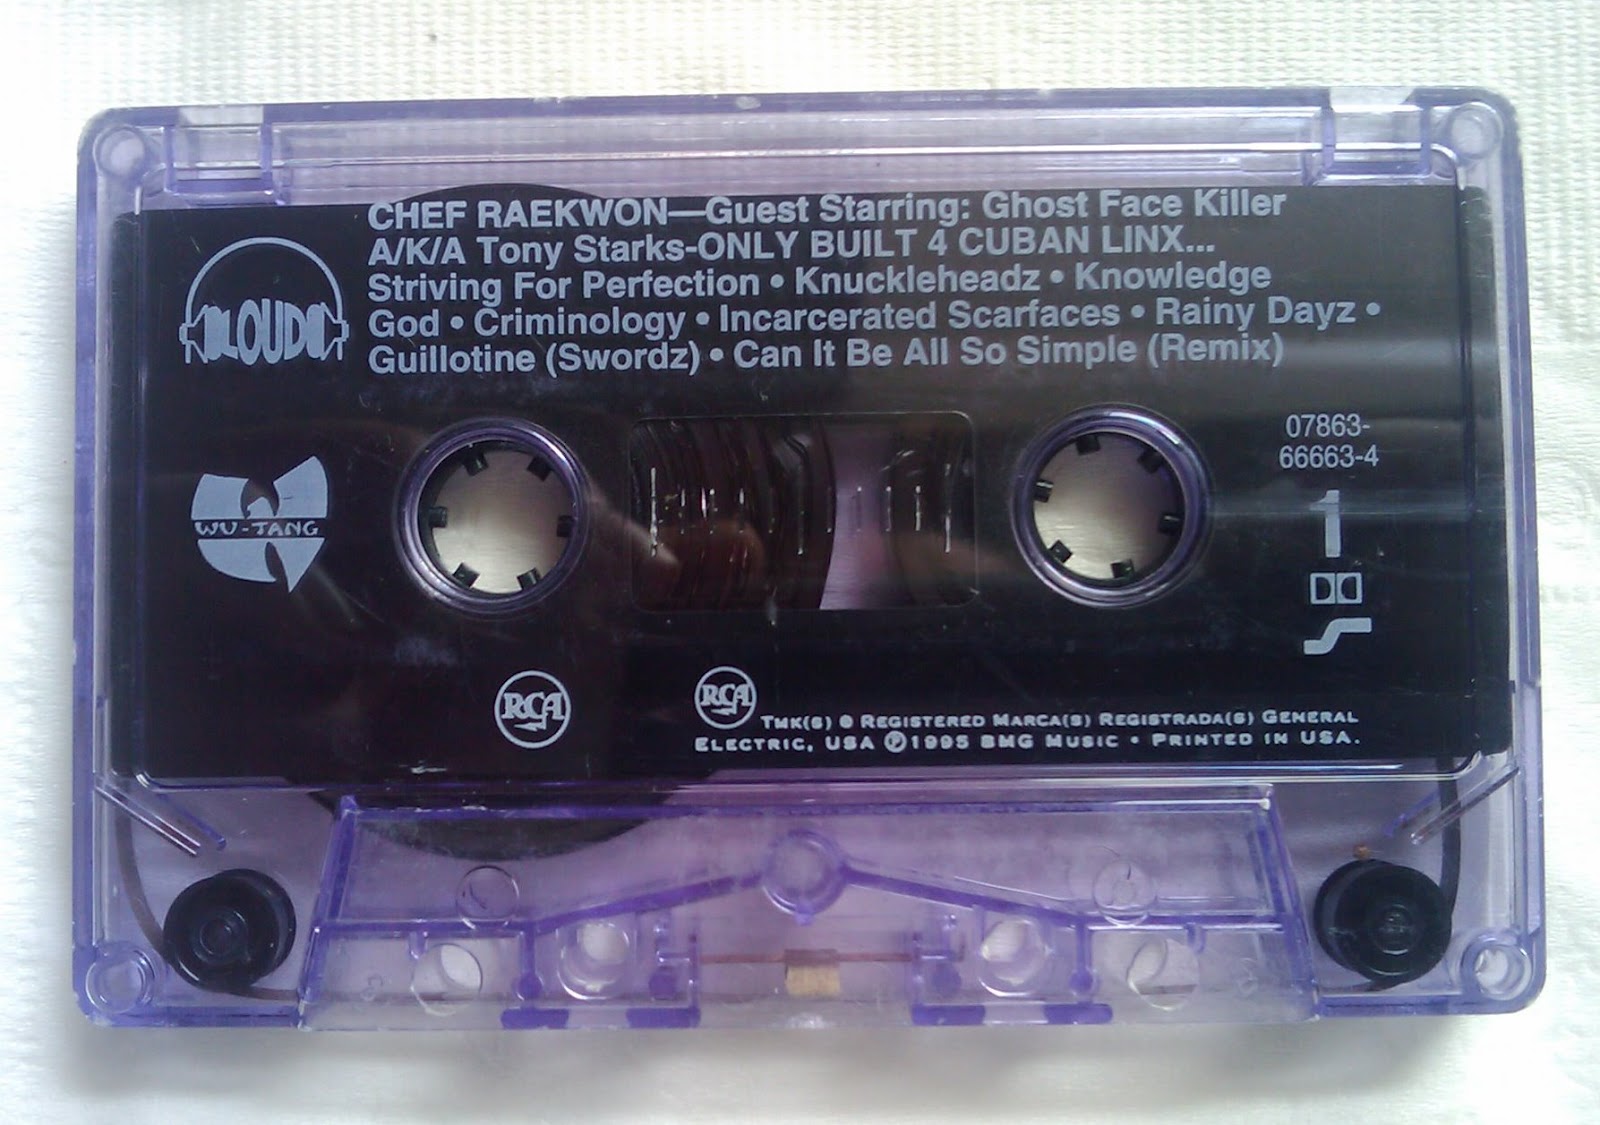 CHEF RAEKWON—Guest Starring: Ghost Face Killer
A/K/A Tony Starks-ONLY BUILT 4 CUBAN LINX...
Striving For Perfection • Knuckleheadz • Knowledge
God • Criminology • Incarcerated Scarfaces • Rainy Dayz •
Guillotine (Swordz) • Can It Be All So Simple (Remix)
LOUD
07863-
66663-4
1
WU-TANG
RCA
RCA
TMK(S) ® REGISTERED MARCA(S) REGISTRADA(S) GENERAL
ELECTRIC, USA ℗1995 BMG MUSIC • PRINTED IN USA.